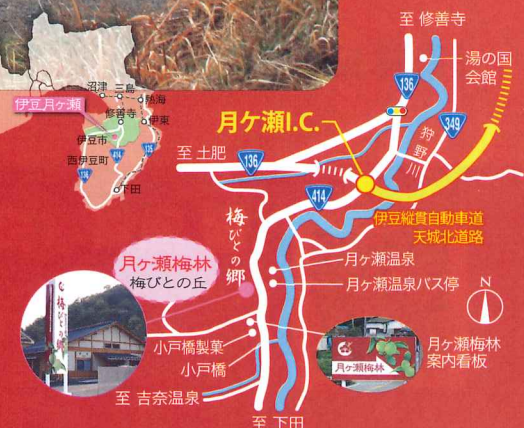 至 修善寺
湯の国
会館
136
349
狩野川
月ヶ瀬I.C.
至 土肥
136
414
伊豆縦貫自動車道
天城北道路
沼津
三島
熱海
伊豆月ヶ瀬
修善寺
伊東
伊豆市
西伊豆町
414
135
136
下田
梅びとの郷
月ヶ瀬梅林
梅びとの丘
月ヶ瀬温泉
月ヶ瀬温泉バス停
N
梅びとの郷
小戸橋製菓
小戸橋
月ヶ瀬梅林
月ヶ瀬梅林
案内看板
至 吉奈温泉
至 下田